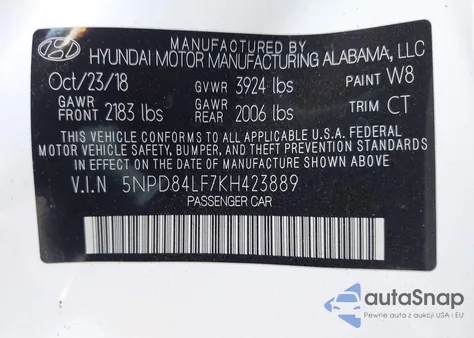 MANUFACTURED BY
HYUNDAI MOTOR MANUFACTURING ALABAMA, LLC
Oct/23/18 GVWR 3924 lbs PAINT W8
GAWR FRONT 2183 lbs GAWR REAR 2006 lbs TRIM CT
THIS VEHICLE CONFORMS TO ALL APPLICABLE U.S.A. FEDERAL
MOTOR VEHICLE SAFETY, BUMPER, AND THEFT PREVENTION STANDARDS
IN EFFECT ON THE DATE OF MANUFACTURE SHOWN ABOVE.
V.I.N 5NPD84LF7KH423889
PASSENGER CAR
autoSnap
Pewne auta z aukcji USA i EU